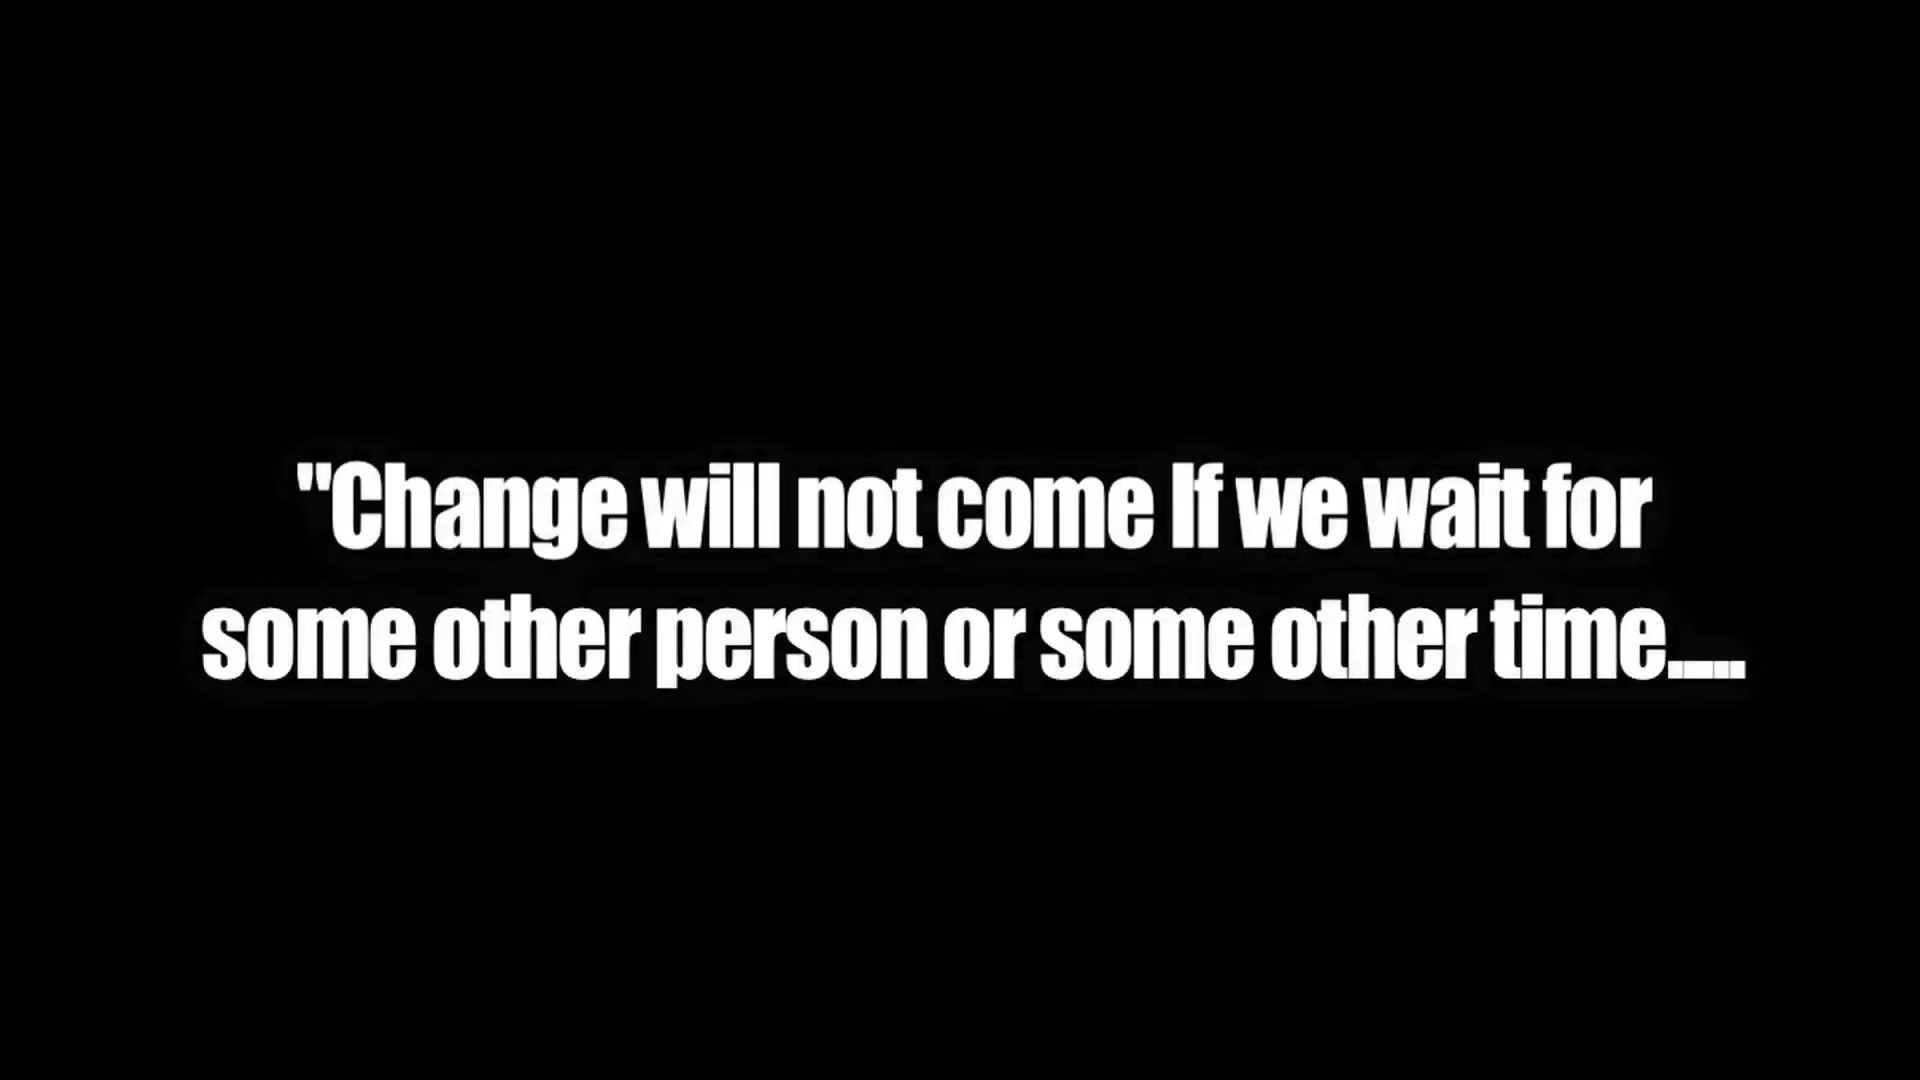 "Change will not come If we wait for
some other person or some other time.....